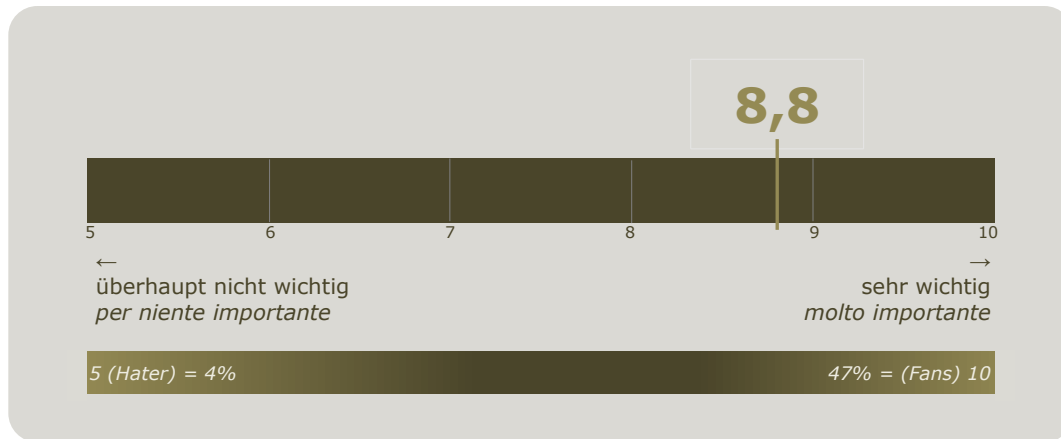 8,8
5 6 7 8 9 10
← →
überhaupt nicht wichtig sehr wichtig
per niente importante molto importante
5 (Hater) = 4% 47% = (Fans) 10